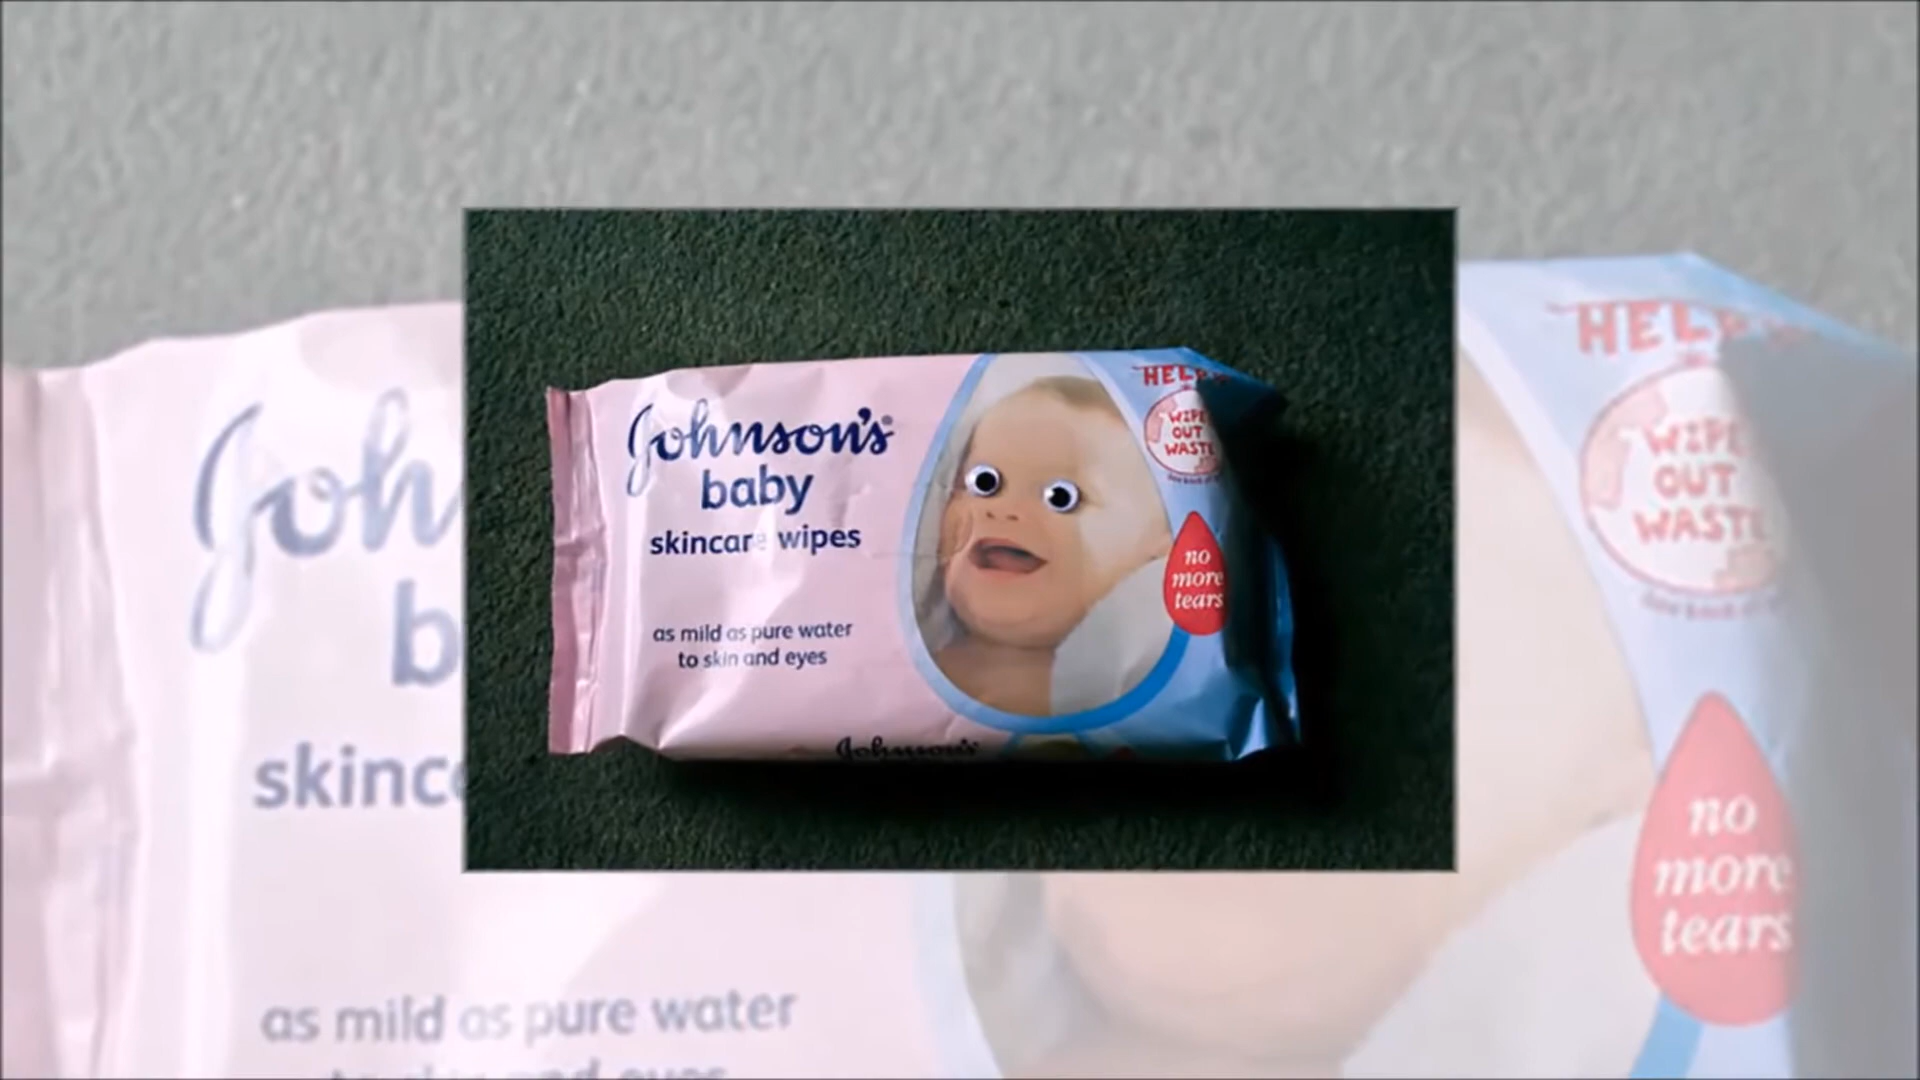 Johnson's®
baby
skincare wipes
as mild as pure water
to skin and eyes
HELP
WIPE
OUT
WASTE
no
more
tears
Johnson's
Joh
b
skinc
as mild as pure water
HELP
WIPE
OUT
WASTE
no
more
tears